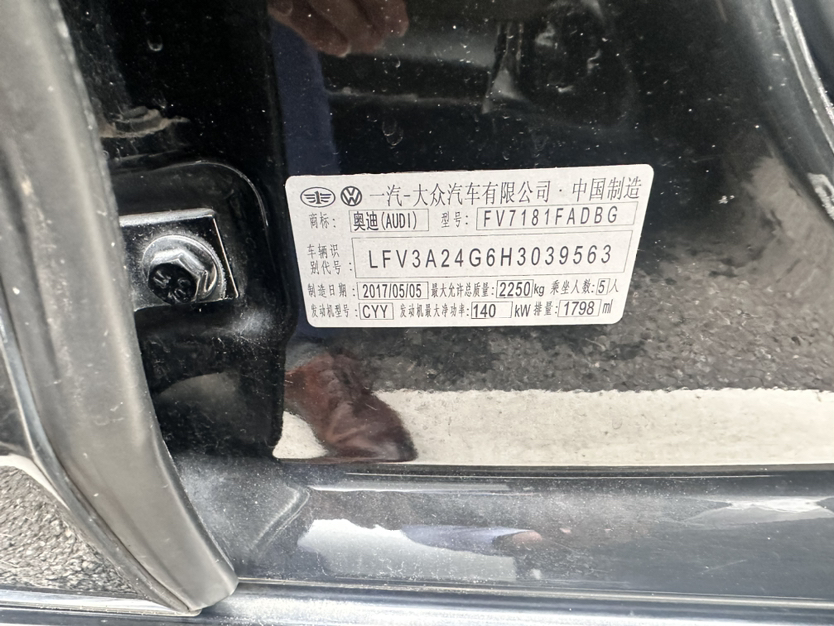 一汽-大众汽车有限公司·中国制造
商标: 奥迪(AUDI) 型号: FV7181FADBG
车辆识别代号: LFV3A24G6H3039563
制造日期: 2017/05/05 最大允许总质量: 2250kg 乘坐人数: 5人
发动机型号: CYY 发动机最大净功率: 140 kW 排量: 1798 ml